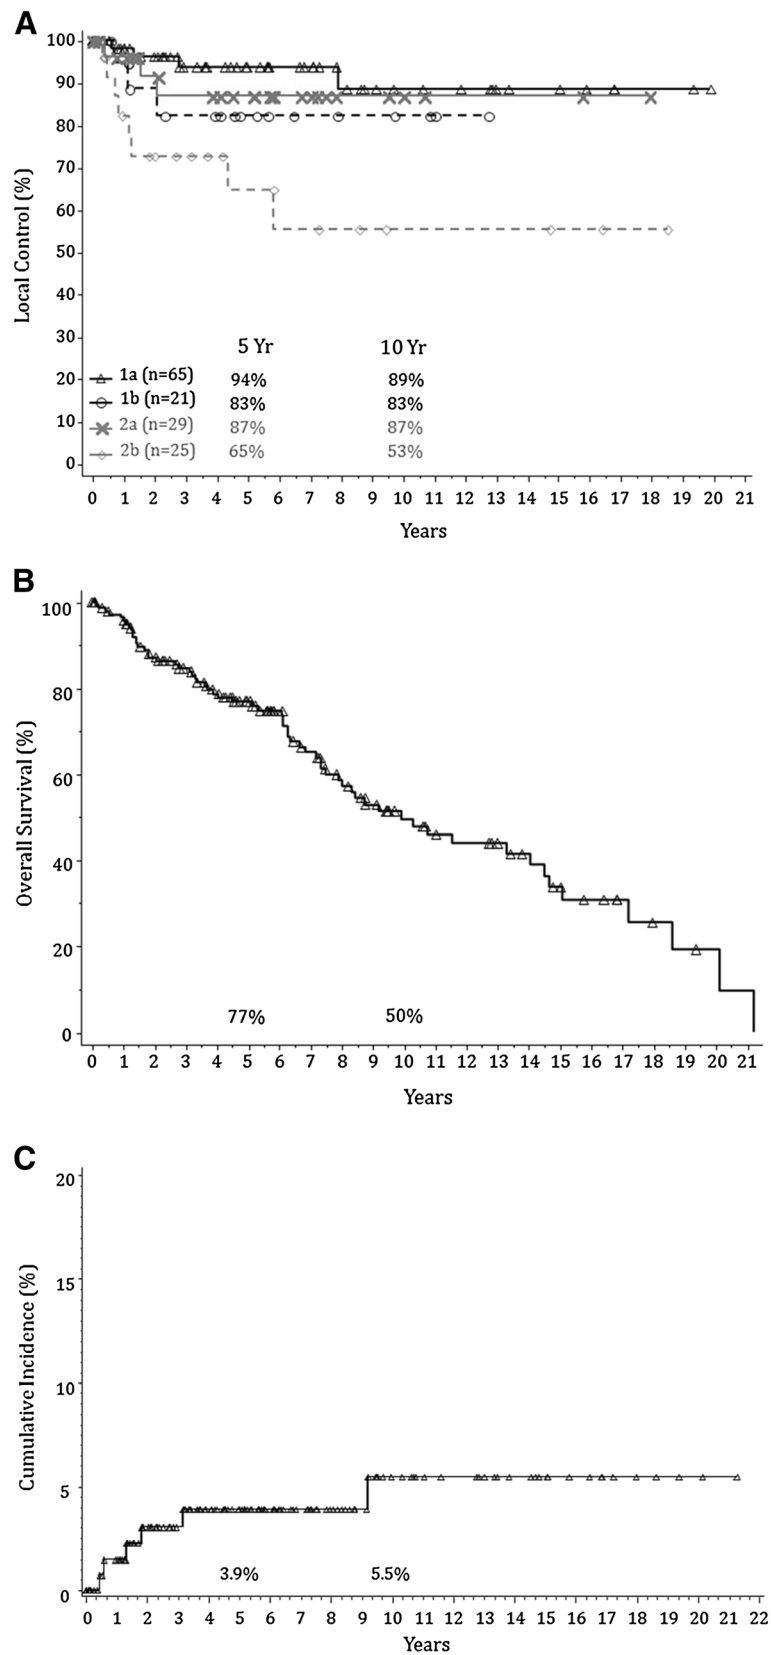 A
100
90
80
70
60
50
40
30
20
10
0
Local Control (%)
5 Yr 10 Yr
1a (n=65) 94% 89%
1b (n=21) 83% 83%
2a (n=29) 87% 87%
2b (n=25) 65% 53%
0 1 2 3 4 5 6 7 8 9 10 11 12 13 14 15 16 17 18 19 20 21
Years
B
100
80
60
40
20
0
Overall Survival (%)
77% 50%
0 1 2 3 4 5 6 7 8 9 10 11 12 13 14 15 16 17 18 19 20 21
Years
C
20
15
10
5
0
Cumulative Incidence (%)
3.9% 5.5%
0 1 2 3 4 5 6 7 8 9 10 11 12 13 14 15 16 17 18 19 20 21 22
Years